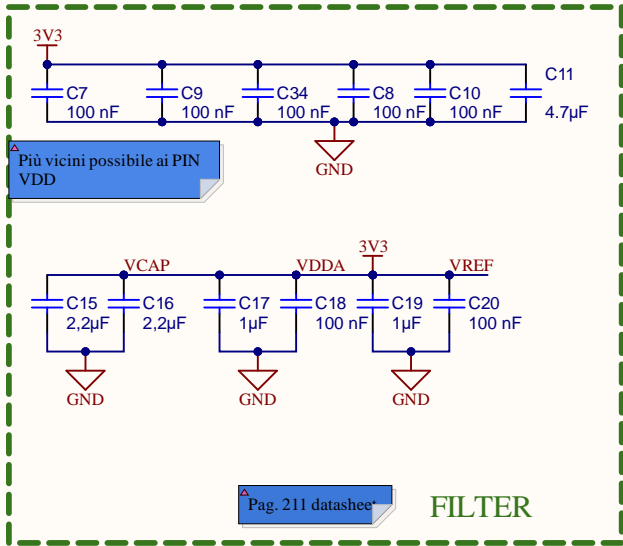 3V3
C7
100 nF
C9
100 nF
C34
100 nF
C8
100 nF
C10
100 nF
C11
4.7µF
GND
Più vicini possibile ai PIN
VDD
3V3
VCAP
VDDA
VREF
C15
2,2µF
C16
2,2µF
C17
1µF
C18
100 nF
C19
1µF
C20
100 nF
GND
GND
GND
Pag. 211 datasheet
FILTER